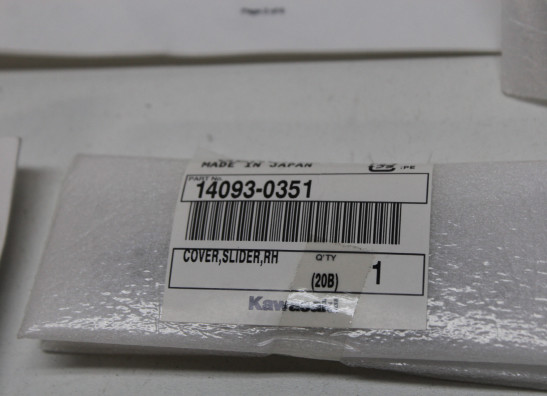 MADE IN JAPAN
PART No.
14093-0351
COVER,SLIDER,RH
Q'TY
(20B)
1
Kawasaki